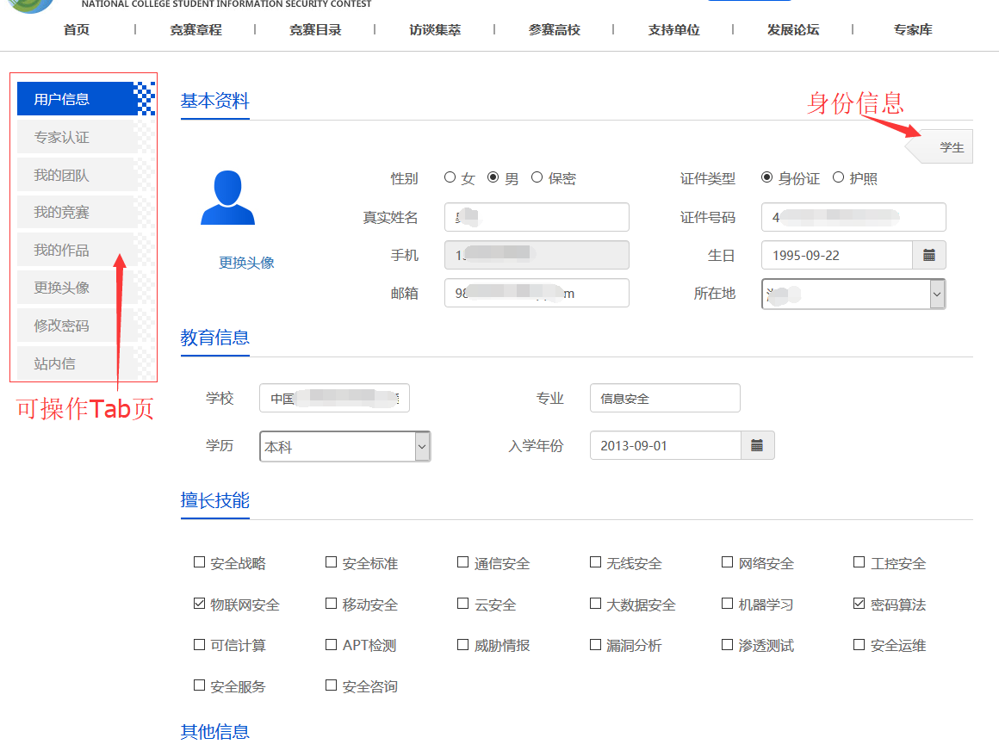 NATIONAL COLLEGE STUDENT INFORMATION SECURITY CONTEST
首页 | 竞赛章程 | 竞赛目录 | 访谈集萃 | 参赛高校 | 支持单位 | 发展论坛 | 专家库
用户信息
专家认证
我的团队
我的竞赛
我的作品
更换头像
修改密码
站内信
可操作Tab页
基本资料
身份信息
学生
更换头像
性别 女 男 保密 证件类型 身份证 护照
真实姓名 证件号码 4
手机 1 生日 1995-09-22
邮箱 98 m 所在地
教育信息
学校 中国 专业 信息安全
学历 本科 入学年份 2013-09-01
擅长技能
安全战略 安全标准 通信安全 无线安全 网络安全 工控安全
物联网安全 移动安全 云安全 大数据安全 机器学习 密码算法
可信计算 APT检测 威胁情报 漏洞分析 渗透测试 安全运维
安全服务 安全咨询
其他信息